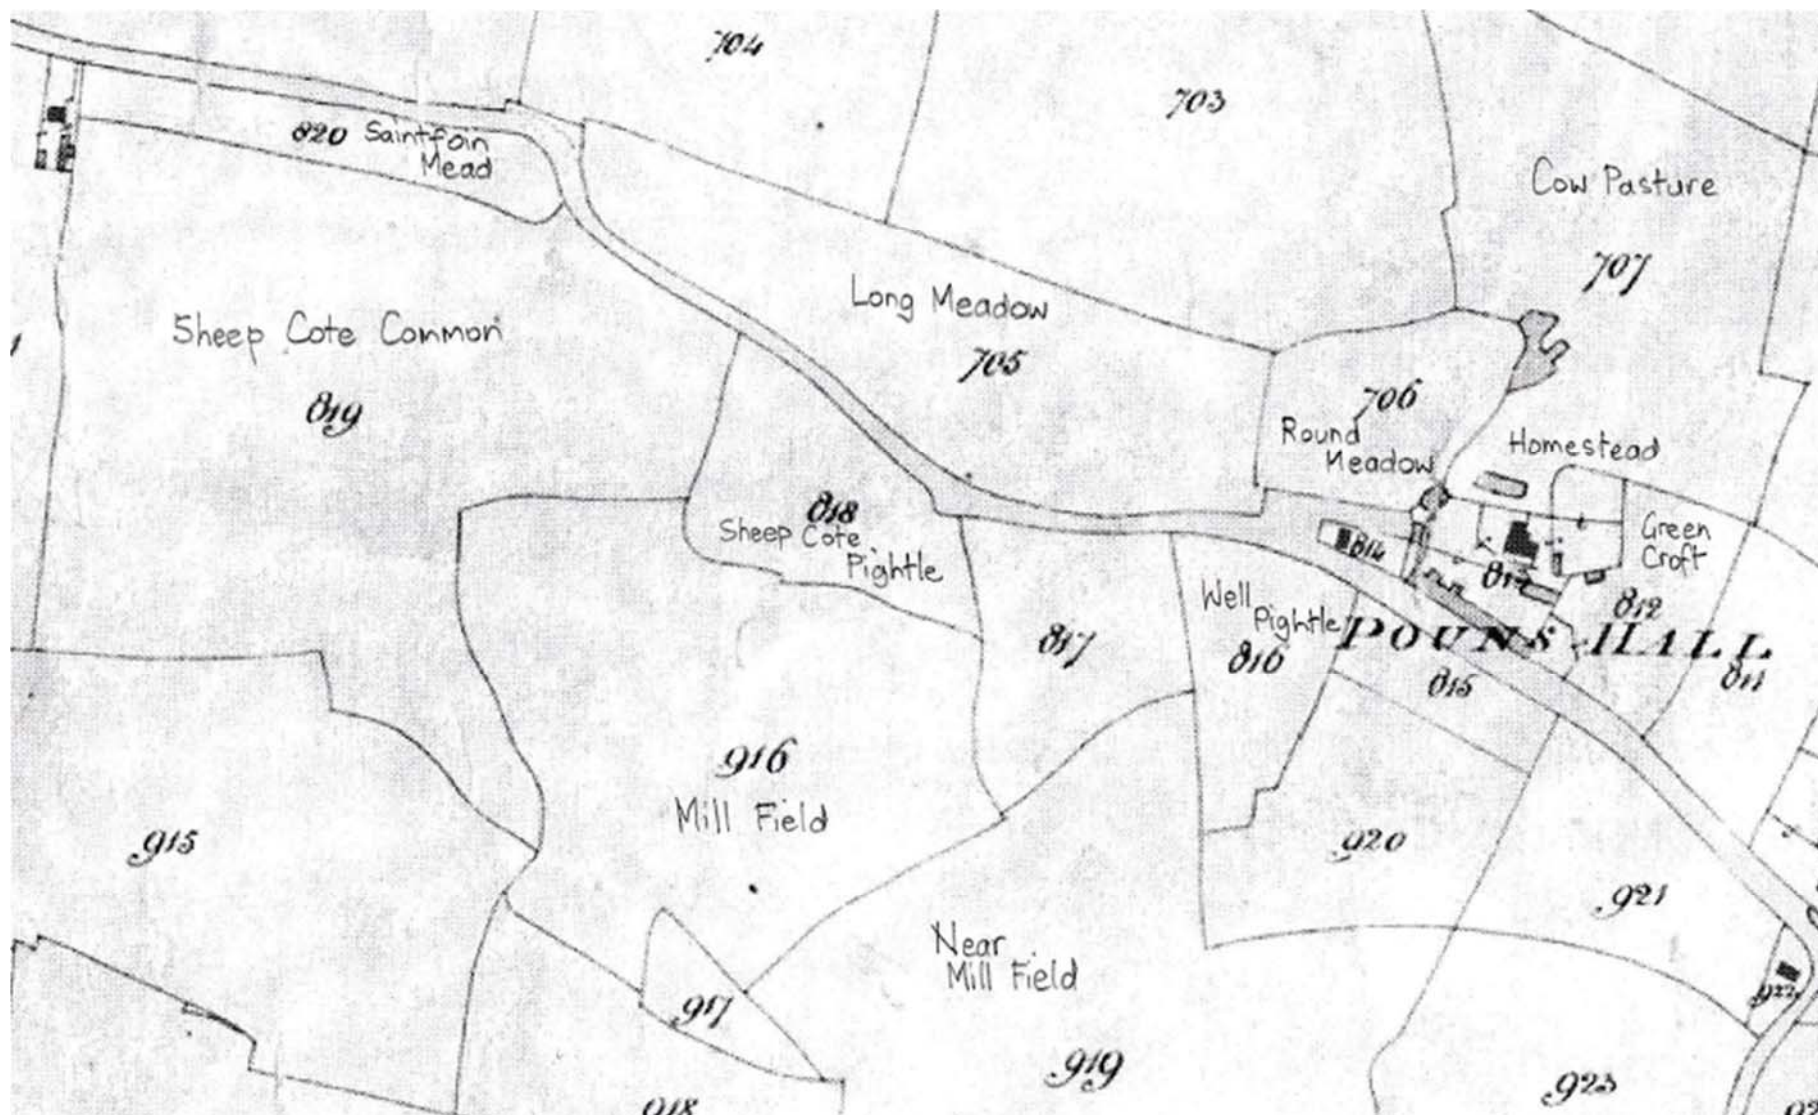 704
703
820 Saintfoin
Mead
Cow Pasture
707
Long Meadow
705
Sheep Cote Common
819
706
Round
Meadow
Homestead
818
Sheep Cote
Pightle
814
813
Green
Croft
812
Well
Pightle
816
POUNS HALL
817
815
811
916
Mill Field
915
920
921
Near
Mill Field
922
917
919
923
918